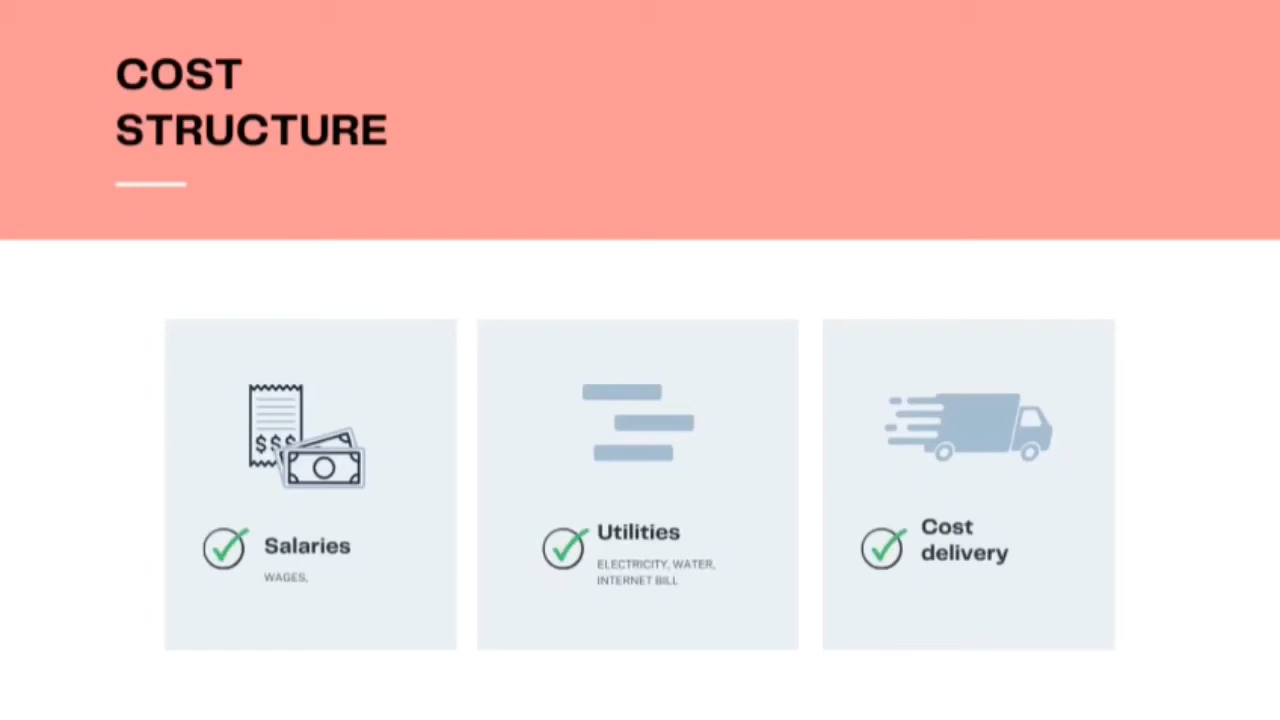 COST
STRUCTURE
$$$
Salaries
WAGES,
Utilities
ELECTRICITY, WATER,
INTERNET BILL
Cost
delivery